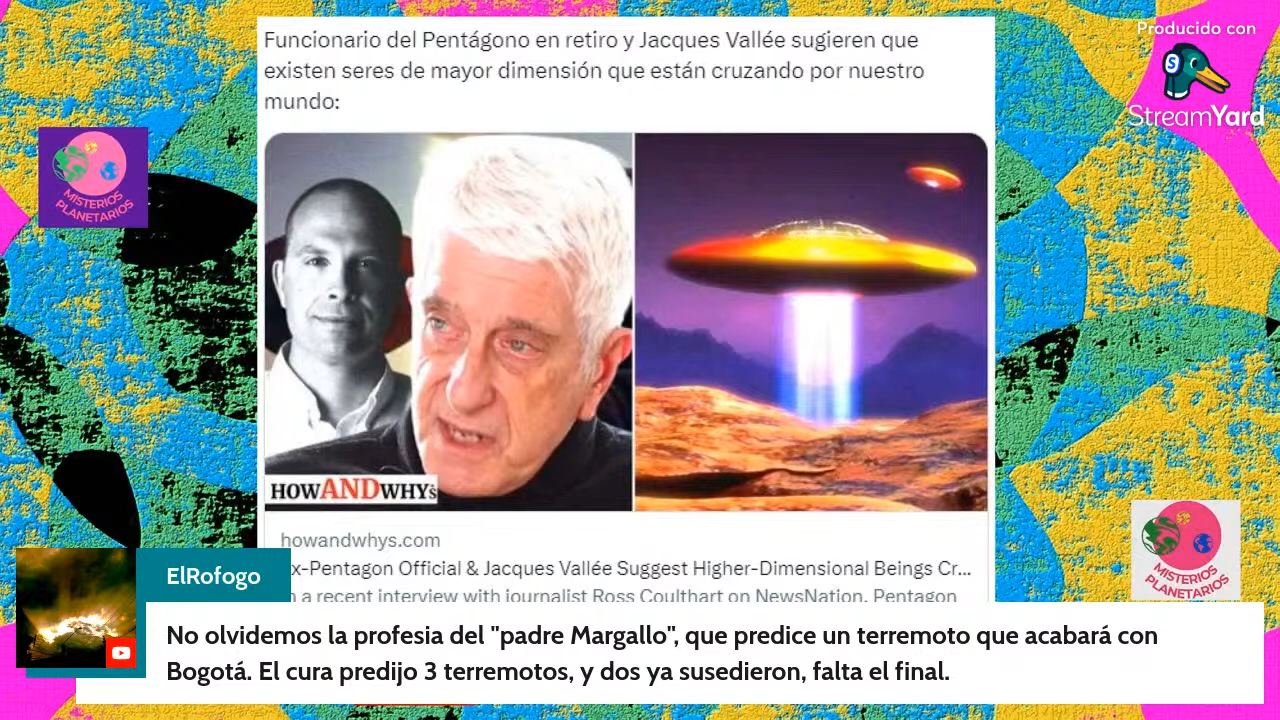 Funcionario del Pentágono en retiro y Jacques Vallée sugieren que
existen seres de mayor dimensión que están cruzando por nuestro
mundo:
Producido con
StreamYard
MISTERIOS
PLANETARIOS
HOWANDWHYs
howandwhys.com
x-Pentagon Official & Jacques Vallée Suggest Higher-Dimensional Beings Cr...
n a recent interview with journalist Ross Coulthart on NewsNation, Pentagon
MISTERIOS
PLANETARIOS
ElRofogo
No olvidemos la profesia del "padre Margallo", que predice un terremoto que acabará con
Bogotá. El cura predijo 3 terremotos, y dos ya susedieron, falta el final.